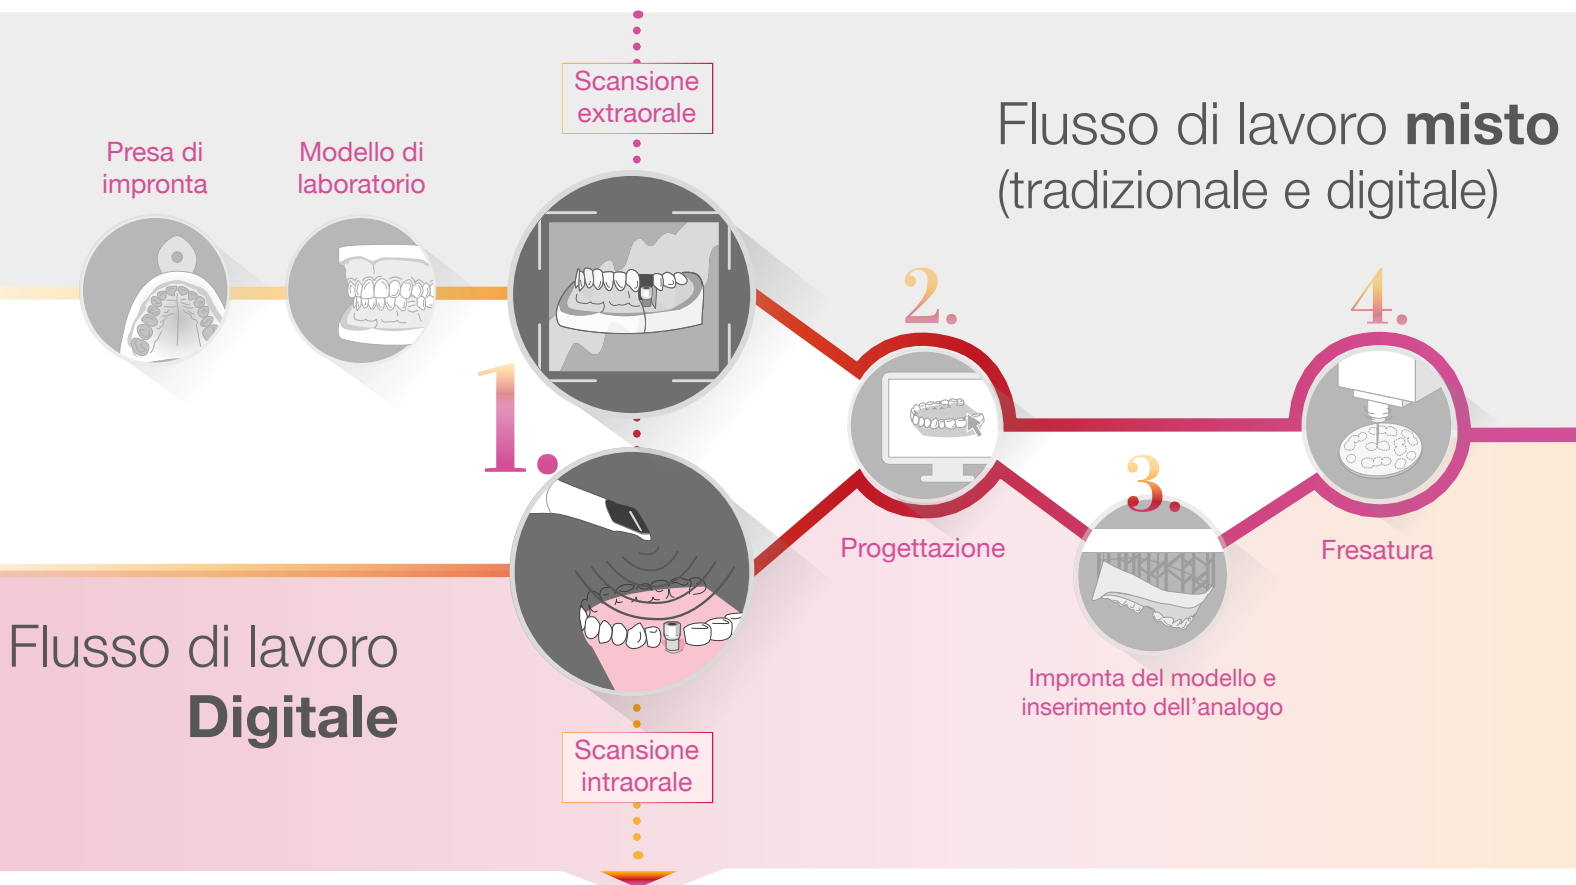 Scansione
extraorale
Flusso di lavoro misto
(tradizionale e digitale)
Presa di
impronta
Modello di
laboratorio
1.
2.
3.
4.
Progettazione
Fresatura
Impronta del modello e
inserimento dell’analogo
Flusso di lavoro
Digitale
Scansione
intraorale